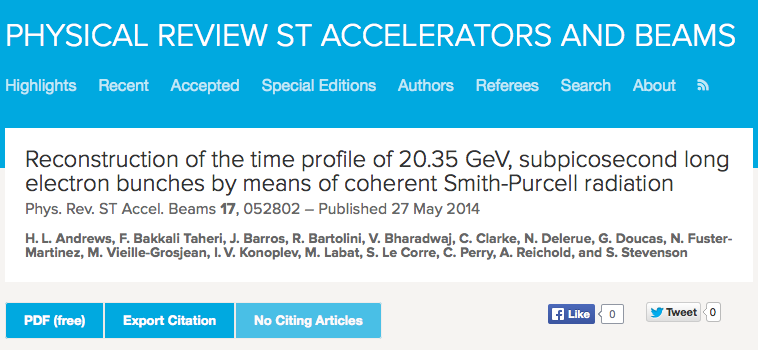 PHYSICAL REVIEW ST ACCELERATORS AND BEAMS
Highlights Recent Accepted Special Editions Authors Referees Search About
Reconstruction of the time profile of 20.35 GeV, subpicosecond long
electron bunches by means of coherent Smith-Purcell radiation
Phys. Rev. ST Accel. Beams 17, 052802 – Published 27 May 2014
H. L. Andrews, F. Bakkali Taheri, J. Barros, R. Bartolini, V. Bharadwaj, C. Clarke, N. Delerue, G. Doucas, N. Fuster-
Martinez, M. Vieille-Grosjean, I. V. Konoplev, M. Labat, S. Le Corre, C. Perry, A. Reichold, and S. Stevenson
PDF (free) Export Citation No Citing Articles Like 0 Tweet 0